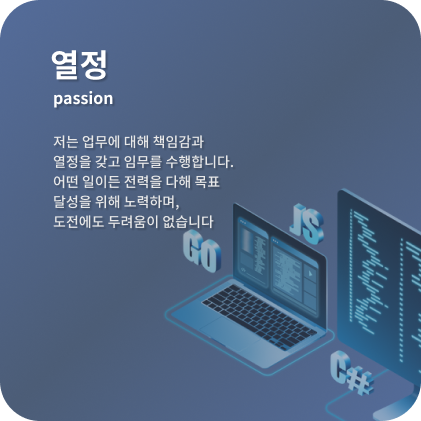 열정
passion
저는 업무에 대해 책임감과
열정을 갖고 임무를 수행합니다.
어떤 일이든 전력을 다해 목표
달성을 위해 노력하며,
도전에도 두려움이 없습니다
JS
GO
C#